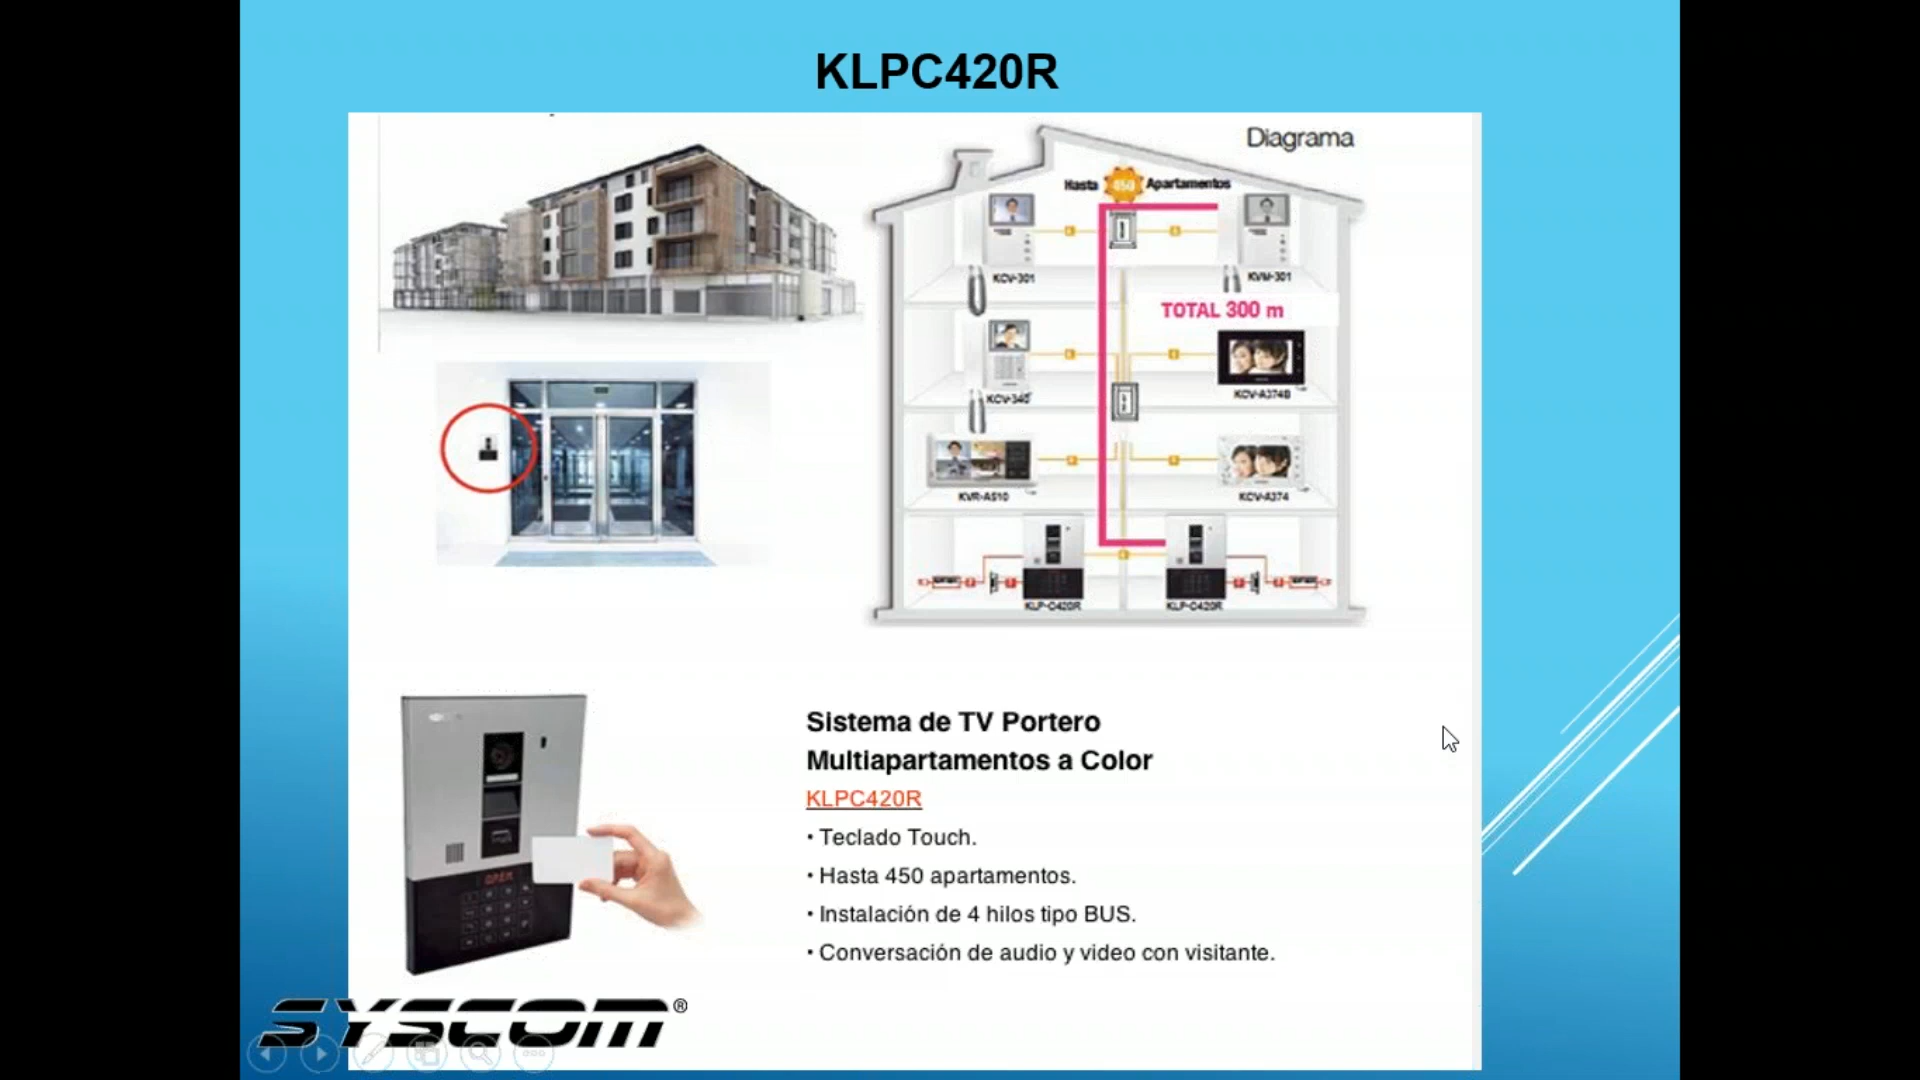 KLPC420R
Diagrama
Hasta 450 Apartamentos
KCV-301
KVM-301
TOTAL 300 m
KCV-340
KCV-A374B
KVR-A510
KCV-A374
KLP-C420R
KLP-C420R
OPEN
Sistema de TV Portero
Multiapartamentos a Color
KLPC420R
• Teclado Touch.
• Hasta 450 apartamentos.
• Instalación de 4 hilos tipo BUS.
• Conversación de audio y video con visitante.
SYSCOM®